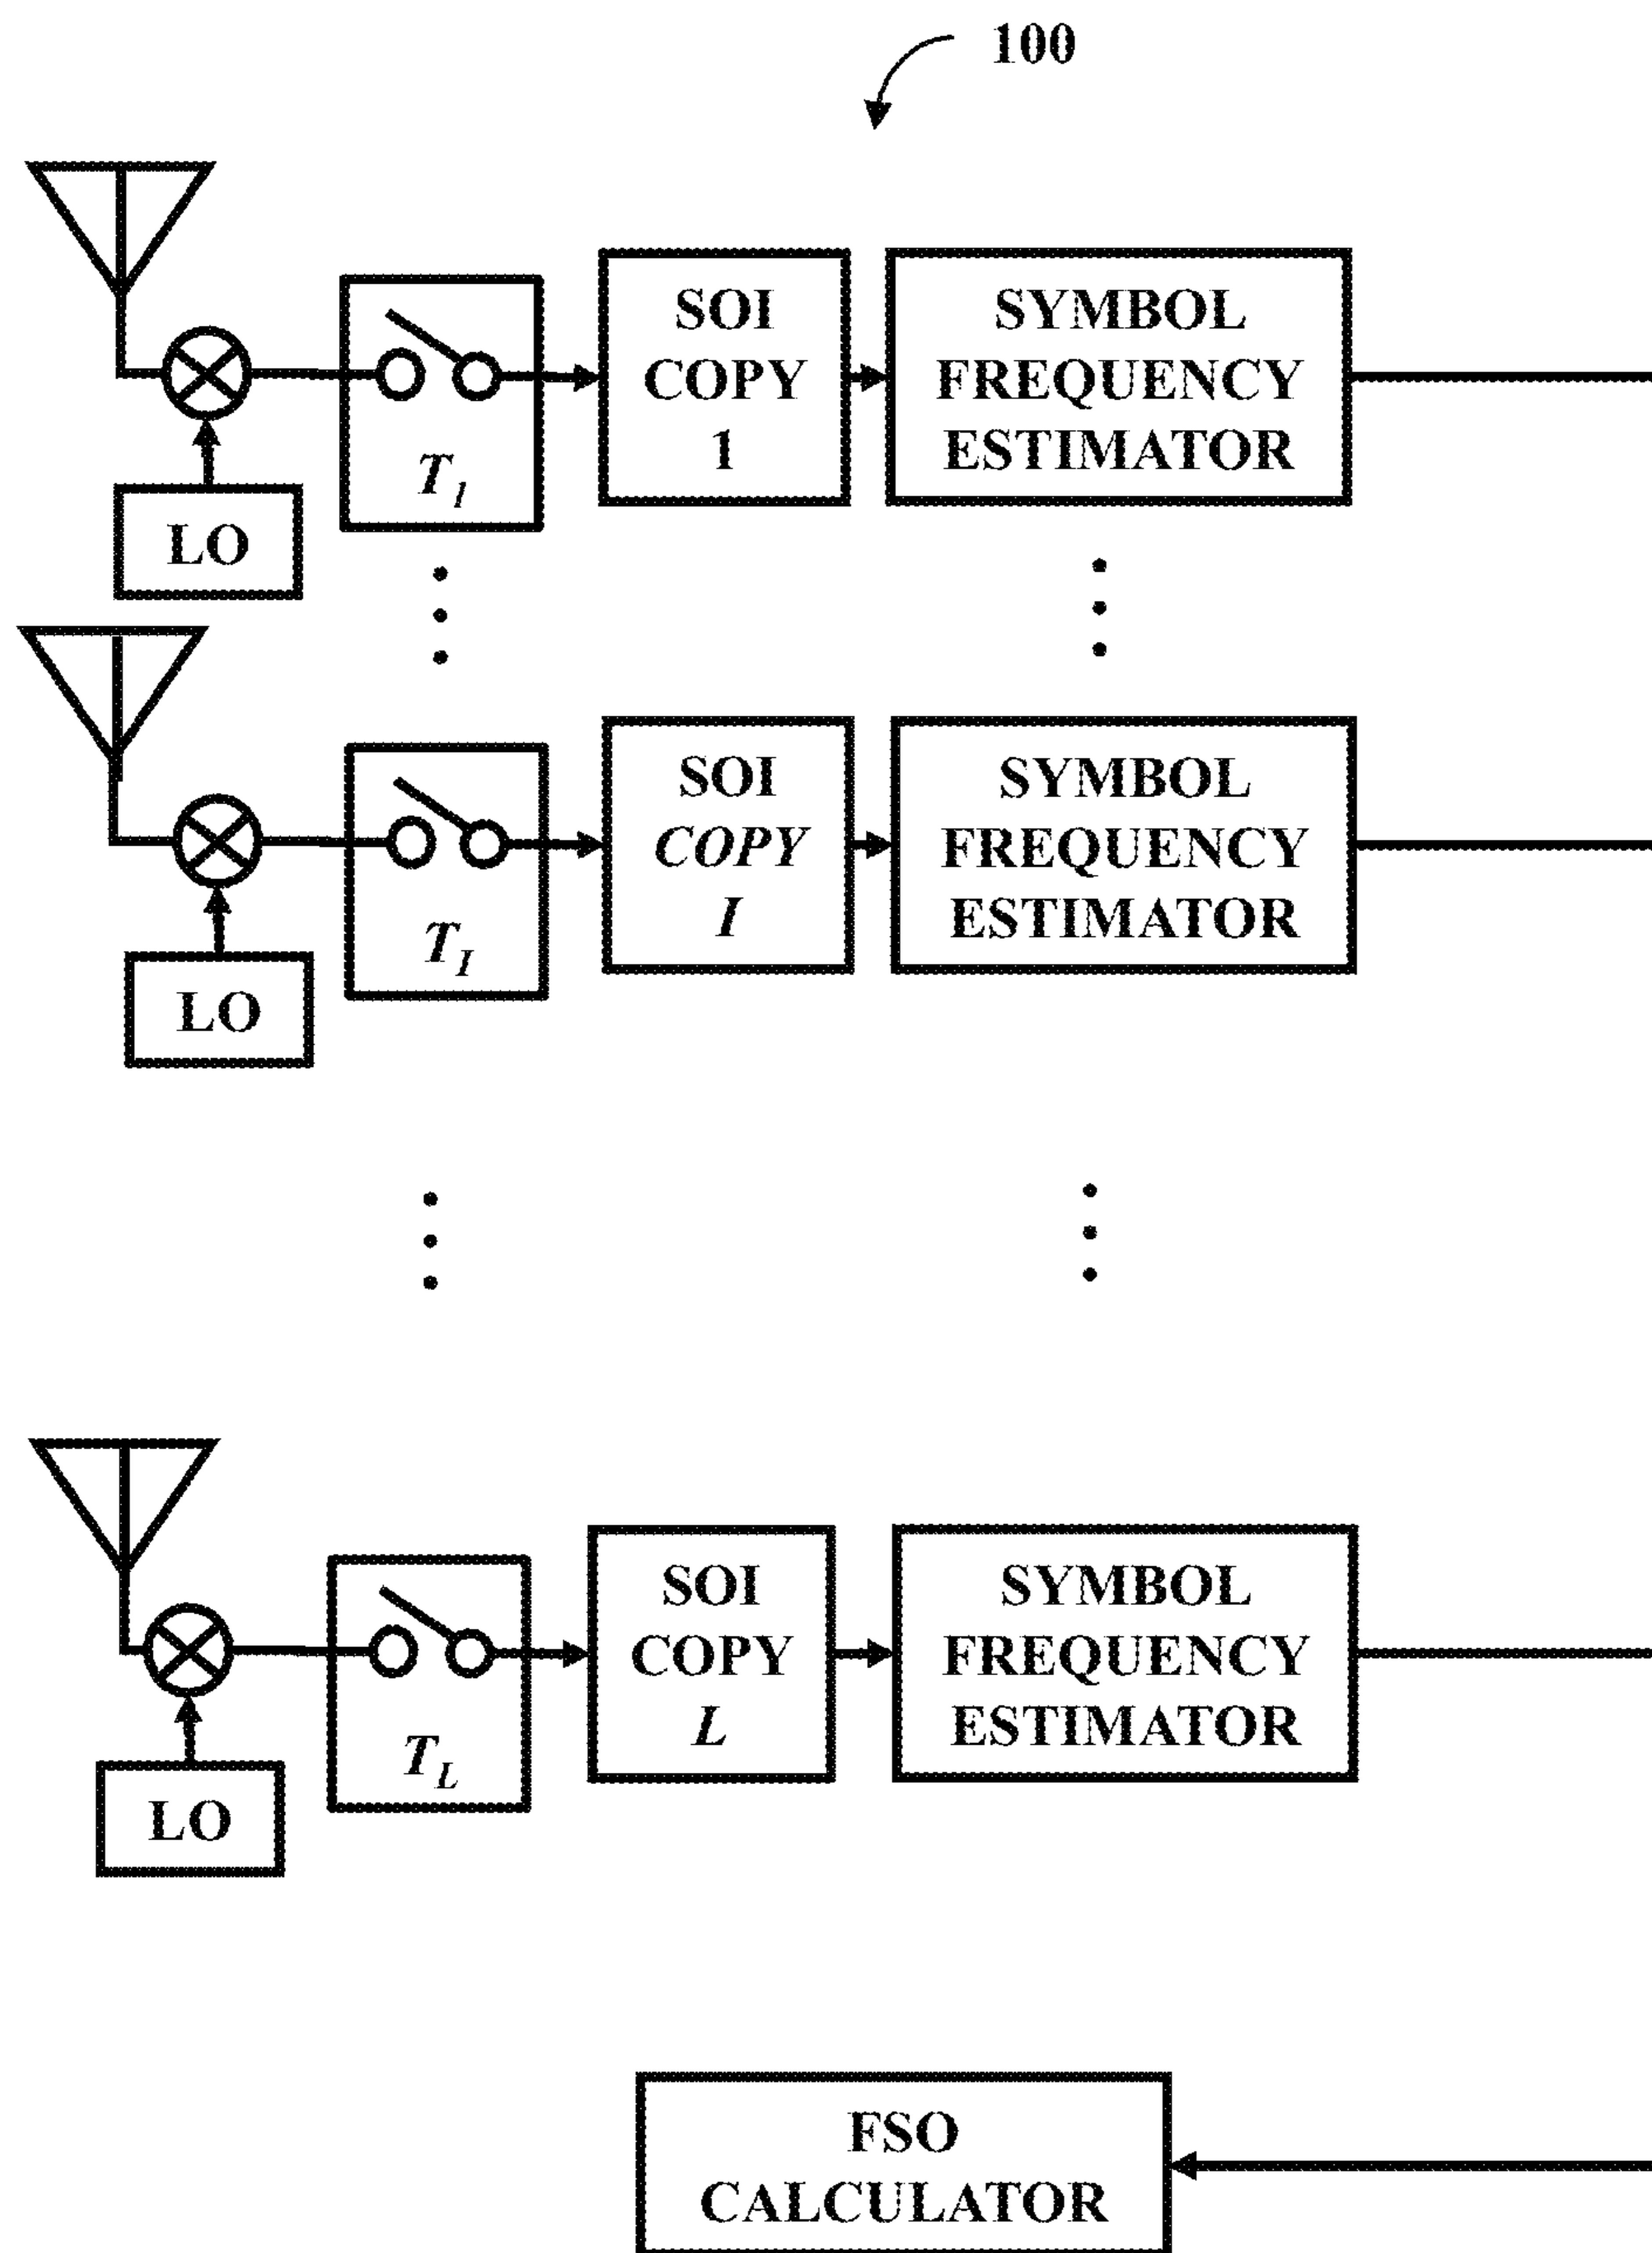 100
SOI
COPY
1
SYMBOL
FREQUENCY
ESTIMATOR
T1
LO
SOI
COPY
I
SYMBOL
FREQUENCY
ESTIMATOR
TI
LO
SOI
COPY
L
SYMBOL
FREQUENCY
ESTIMATOR
TL
LO
FSO
CALCULATOR